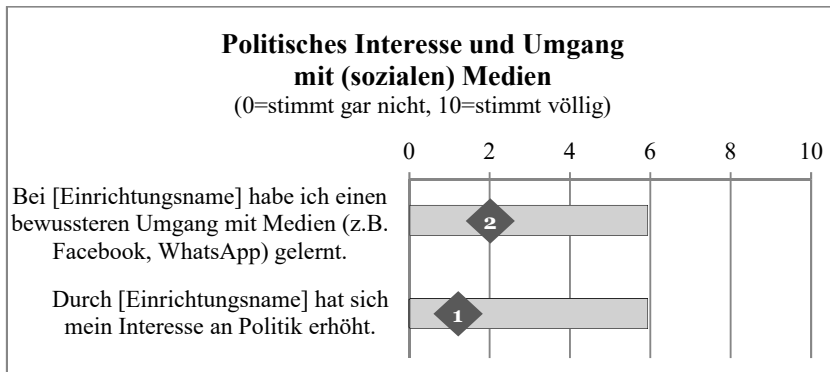 Politisches Interesse und Umgang
mit (sozialen) Medien
(0=stimmt gar nicht, 10=stimmt völlig)
0 2 4 6 8 10
Bei [Einrichtungsname] habe ich einen
bewussteren Umgang mit Medien (z.B.
Facebook, WhatsApp) gelernt.
2
Durch [Einrichtungsname] hat sich
mein Interesse an Politik erhöht.
1